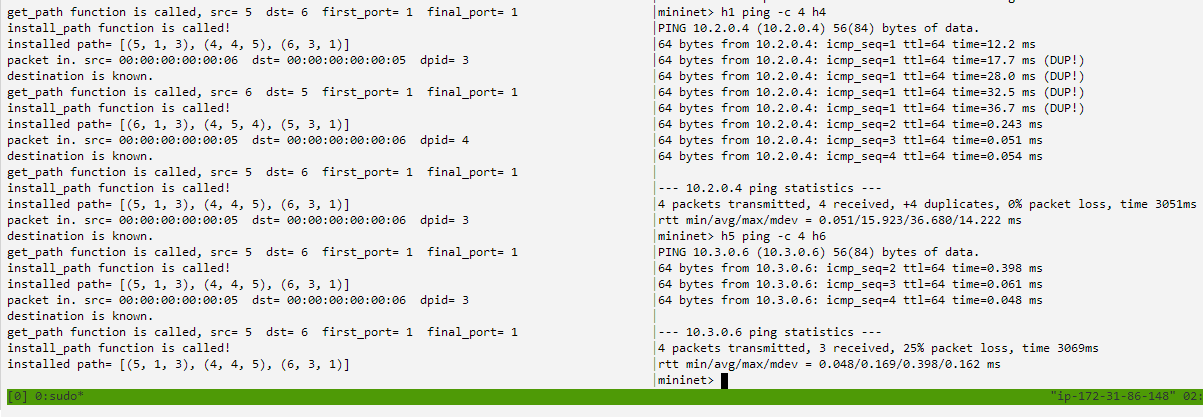 get_path function is called, src= 5  dst= 6  first_port= 1  final_port= 1
install_path function is called!
installed path= [(5, 1, 3), (4, 4, 5), (6, 3, 1)]
packet in. src= 00:00:00:00:00:06  dst= 00:00:00:00:00:05  dpid= 3
destination is known.
get_path function is called, src= 6  dst= 5  first_port= 1  final_port= 1
install_path function is called!
installed path= [(6, 1, 3), (4, 5, 4), (5, 3, 1)]
packet in. src= 00:00:00:00:00:05  dst= 00:00:00:00:00:06  dpid= 4
destination is known.
get_path function is called, src= 5  dst= 6  first_port= 1  final_port= 1
install_path function is called!
installed path= [(5, 1, 3), (4, 4, 5), (6, 3, 1)]
packet in. src= 00:00:00:00:00:05  dst= 00:00:00:00:00:06  dpid= 3
destination is known.
get_path function is called, src= 5  dst= 6  first_port= 1  final_port= 1
install_path function is called!
installed path= [(5, 1, 3), (4, 4, 5), (6, 3, 1)]
packet in. src= 00:00:00:00:00:05  dst= 00:00:00:00:00:06  dpid= 3
destination is known.
get_path function is called, src= 5  dst= 6  first_port= 1  final_port= 1
install_path function is called!
installed path= [(5, 1, 3), (4, 4, 5), (6, 3, 1)]
mininet> h1 ping -c 4 h4
PING 10.2.0.4 (10.2.0.4) 56(84) bytes of data.
64 bytes from 10.2.0.4: icmp_seq=1 ttl=64 time=12.2 ms
64 bytes from 10.2.0.4: icmp_seq=1 ttl=64 time=17.7 ms (DUP!)
64 bytes from 10.2.0.4: icmp_seq=1 ttl=64 time=28.0 ms (DUP!)
64 bytes from 10.2.0.4: icmp_seq=1 ttl=64 time=32.5 ms (DUP!)
64 bytes from 10.2.0.4: icmp_seq=1 ttl=64 time=36.7 ms (DUP!)
64 bytes from 10.2.0.4: icmp_seq=2 ttl=64 time=0.243 ms
64 bytes from 10.2.0.4: icmp_seq=3 ttl=64 time=0.051 ms
64 bytes from 10.2.0.4: icmp_seq=4 ttl=64 time=0.054 ms
--- 10.2.0.4 ping statistics ---
4 packets transmitted, 4 received, +4 duplicates, 0% packet loss, time 3051ms
rtt min/avg/max/mdev = 0.051/15.923/36.680/14.222 ms
mininet> h5 ping -c 4 h6
PING 10.3.0.6 (10.3.0.6) 56(84) bytes of data.
64 bytes from 10.3.0.6: icmp_seq=2 ttl=64 time=0.398 ms
64 bytes from 10.3.0.6: icmp_seq=3 ttl=64 time=0.061 ms
64 bytes from 10.3.0.6: icmp_seq=4 ttl=64 time=0.048 ms
--- 10.3.0.6 ping statistics ---
4 packets transmitted, 3 received, 25% packet loss, time 3069ms
rtt min/avg/max/mdev = 0.048/0.169/0.398/0.162 ms
mininet>
[0] 0:sudo* "ip-172-31-86-148" 02: